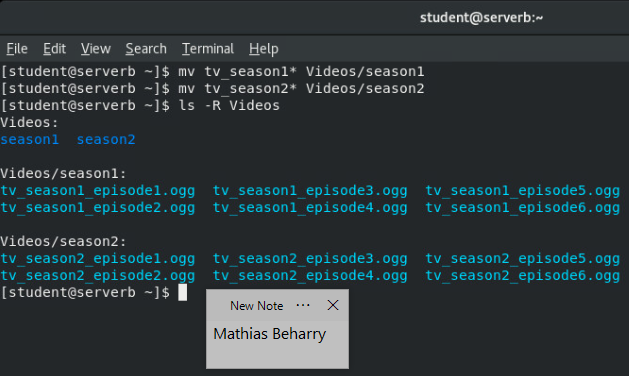 student@serverb:~
File Edit View Search Terminal Help
[student@serverb ~]$ mv tv_season1* Videos/season1
[student@serverb ~]$ mv tv_season2* Videos/season2
[student@serverb ~]$ ls -R Videos
Videos:
season1  season2

Videos/season1:
tv_season1_episode1.ogg  tv_season1_episode3.ogg  tv_season1_episode5.ogg
tv_season1_episode2.ogg  tv_season1_episode4.ogg  tv_season1_episode6.ogg

Videos/season2:
tv_season2_episode1.ogg  tv_season2_episode3.ogg  tv_season2_episode5.ogg
tv_season2_episode2.ogg  tv_season2_episode4.ogg  tv_season2_episode6.ogg
[student@serverb ~]$
New Note ···
Mathias Beharry